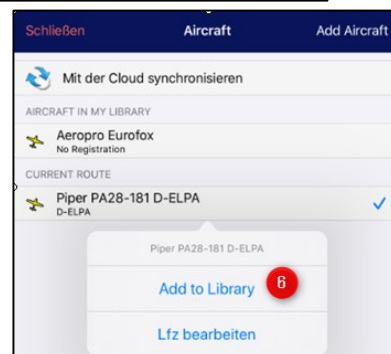 Schließen Aircraft Add Aircraft
Mit der Cloud synchronisieren
AIRCRAFT IN MY LIBRARY
Aeropro Eurofox
No Registration
CURRENT ROUTE
Piper PA28-181 D-ELPA
D-ELPA
Piper PA28-181 D-ELPA
Add to Library 6
Lfz bearbeiten